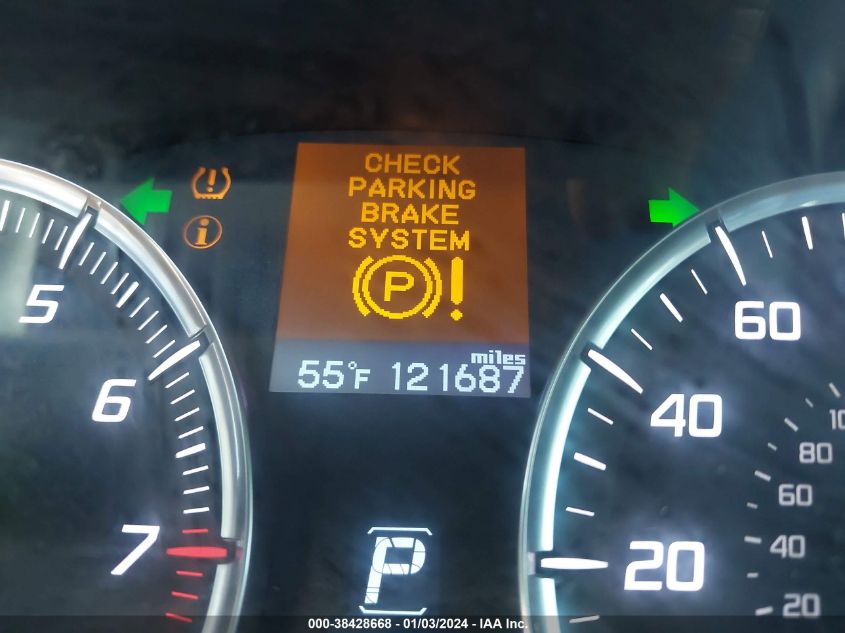 CHECK
PARKING
BRAKE
SYSTEM
P
miles
55°F 121687
5
6
7
P
60
40
20
80
60
40
20
000-38428668 - 01/03/2024 - IAA Inc.